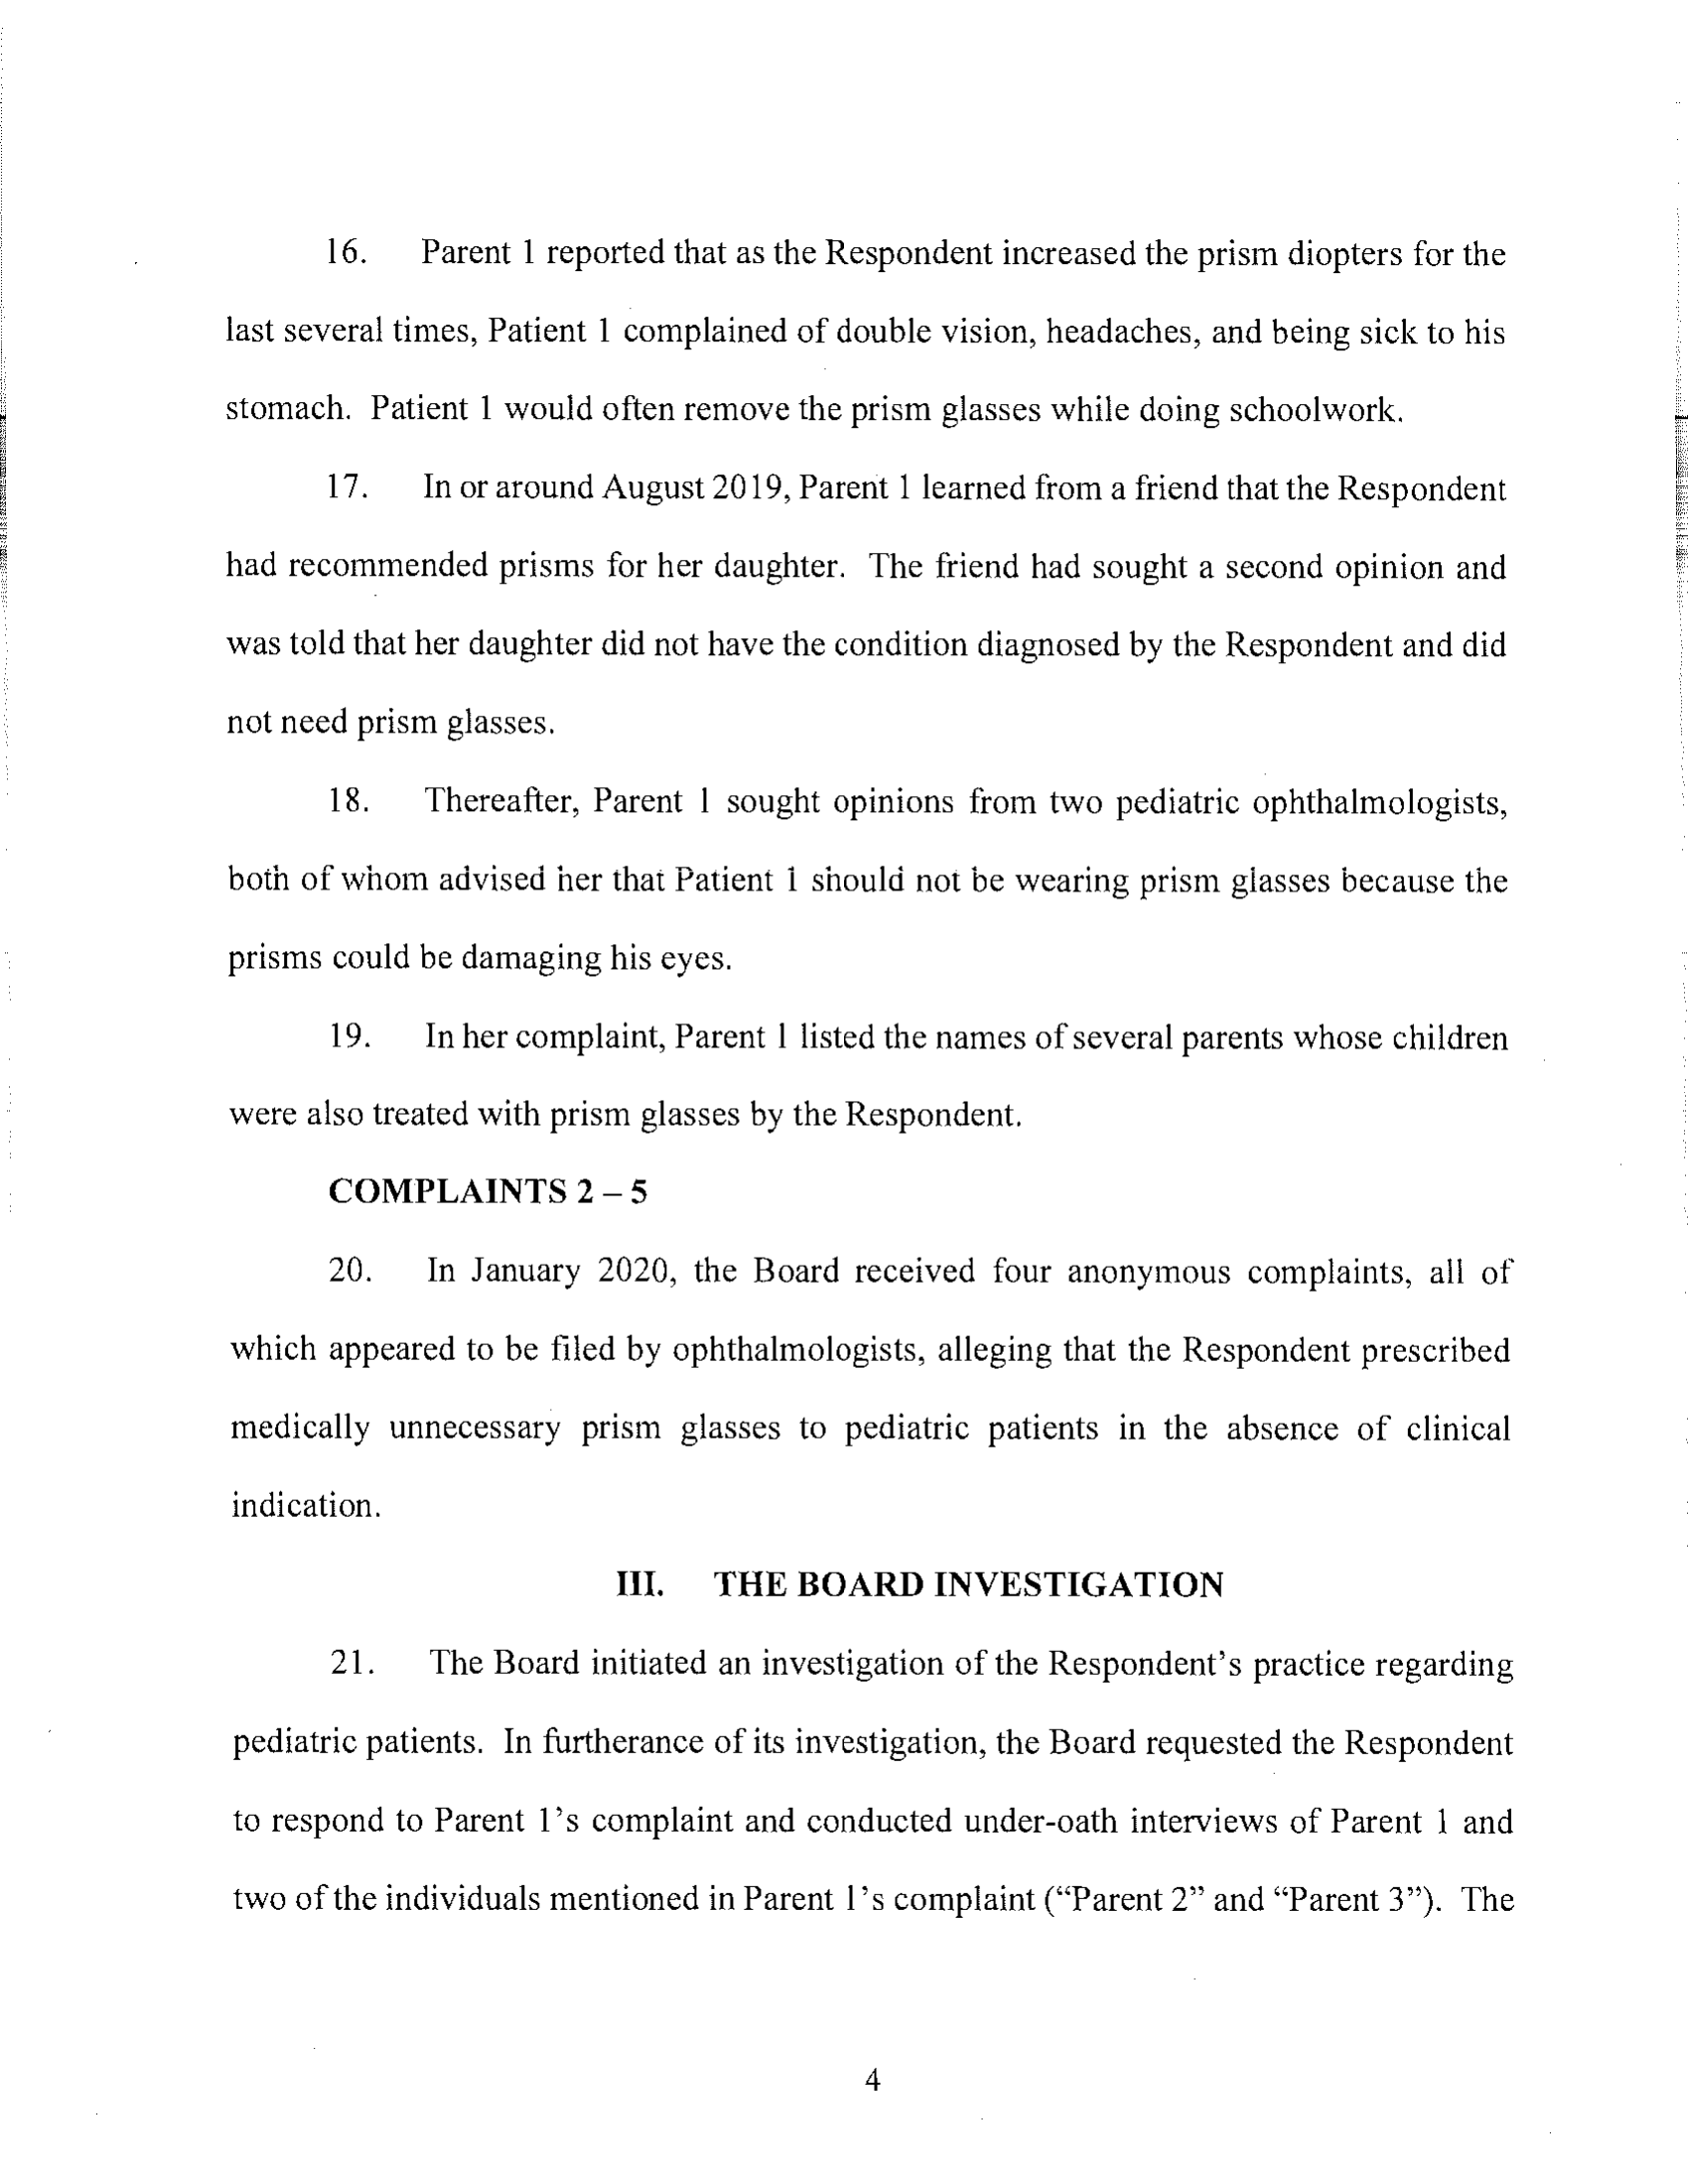 16. Parent 1 reported that as the Respondent increased the prism diopters for the
last several times, Patient 1 complained of double vision, headaches, and being sick to his
stomach. Patient 1 would often remove the prism glasses while doing schoolwork.
17. In or around August 2019, Parent 1 learned from a friend that the Respondent
had recommended prisms for her daughter. The friend had sought a second opinion and
was told that her daughter did not have the condition diagnosed by the Respondent and did
not need prism glasses.
18. Thereafter, Parent 1 sought opinions from two pediatric ophthalmologists,
both of whom advised her that Patient 1 should not be wearing prism glasses because the
prisms could be damaging his eyes.
19. In her complaint, Parent 1 listed the names of several parents whose children
were also treated with prism glasses by the Respondent.
COMPLAINTS 2 – 5
20. In January 2020, the Board received four anonymous complaints, all of
which appeared to be filed by ophthalmologists, alleging that the Respondent prescribed
medically unnecessary prism glasses to pediatric patients in the absence of clinical
indication.
III. THE BOARD INVESTIGATION
21. The Board initiated an investigation of the Respondent's practice regarding
pediatric patients. In furtherance of its investigation, the Board requested the Respondent
to respond to Parent 1's complaint and conducted under-oath interviews of Parent 1 and
two of the individuals mentioned in Parent 1's complaint (“Parent 2” and “Parent 3”). The
4